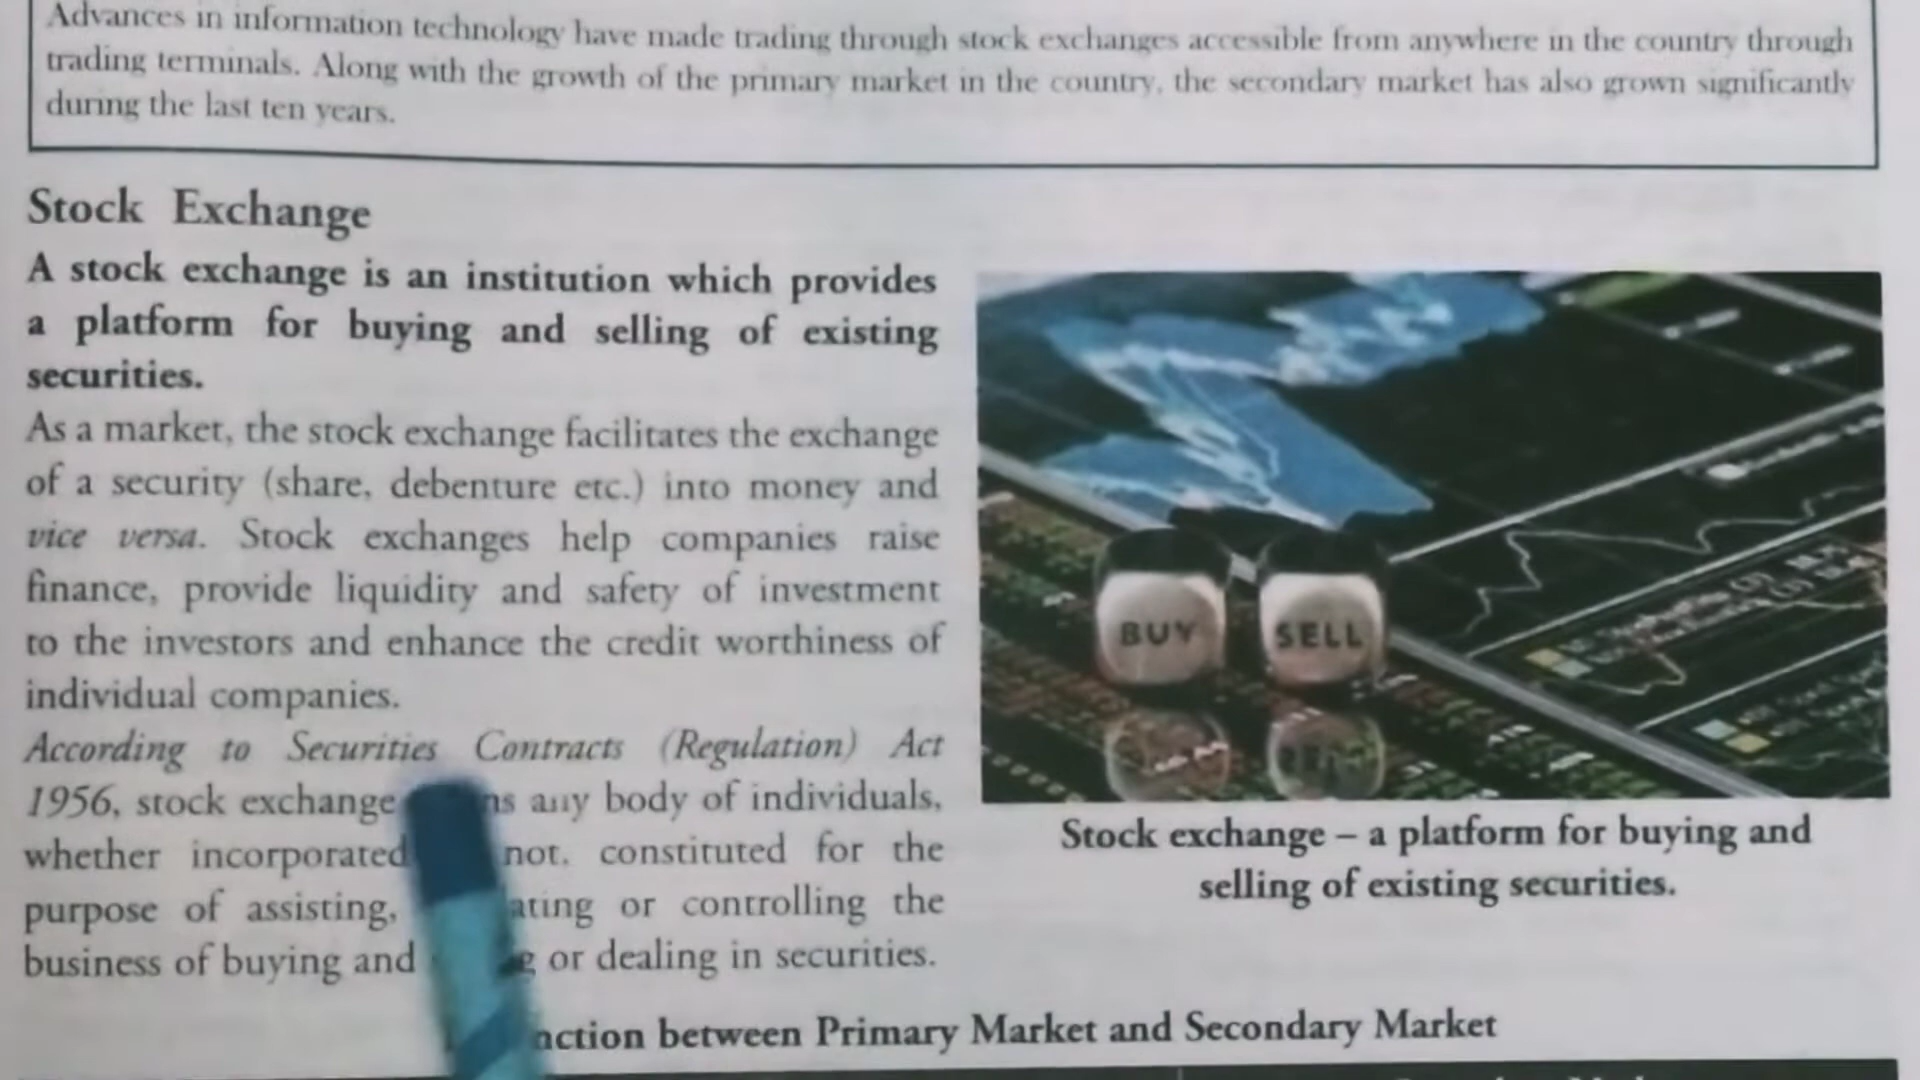 Advances in information technology have made trading through stock exchanges accessible from anywhere in the country through
trading terminals. Along with the growth of the primary market in the country, the secondary market has also grown significantly
during the last ten years.
Stock Exchange
A stock exchange is an institution which provides
a platform for buying and selling of existing
securities.
As a market, the stock exchange facilitates the exchange
of a security (share, debenture etc.) into money and
vice versa. Stock exchanges help companies raise
finance, provide liquidity and safety of investment
to the investors and enhance the credit worthiness of
individual companies.
According to Securities Contracts (Regulation) Act
1956, stock exchange any body of individuals,
whether incorporated not, constituted for the
purpose of assisting, or controlling the
business of buying and or dealing in securities.
BUY
SELL
Stock exchange – a platform for buying and
selling of existing securities.
between Primary Market and Secondary Market